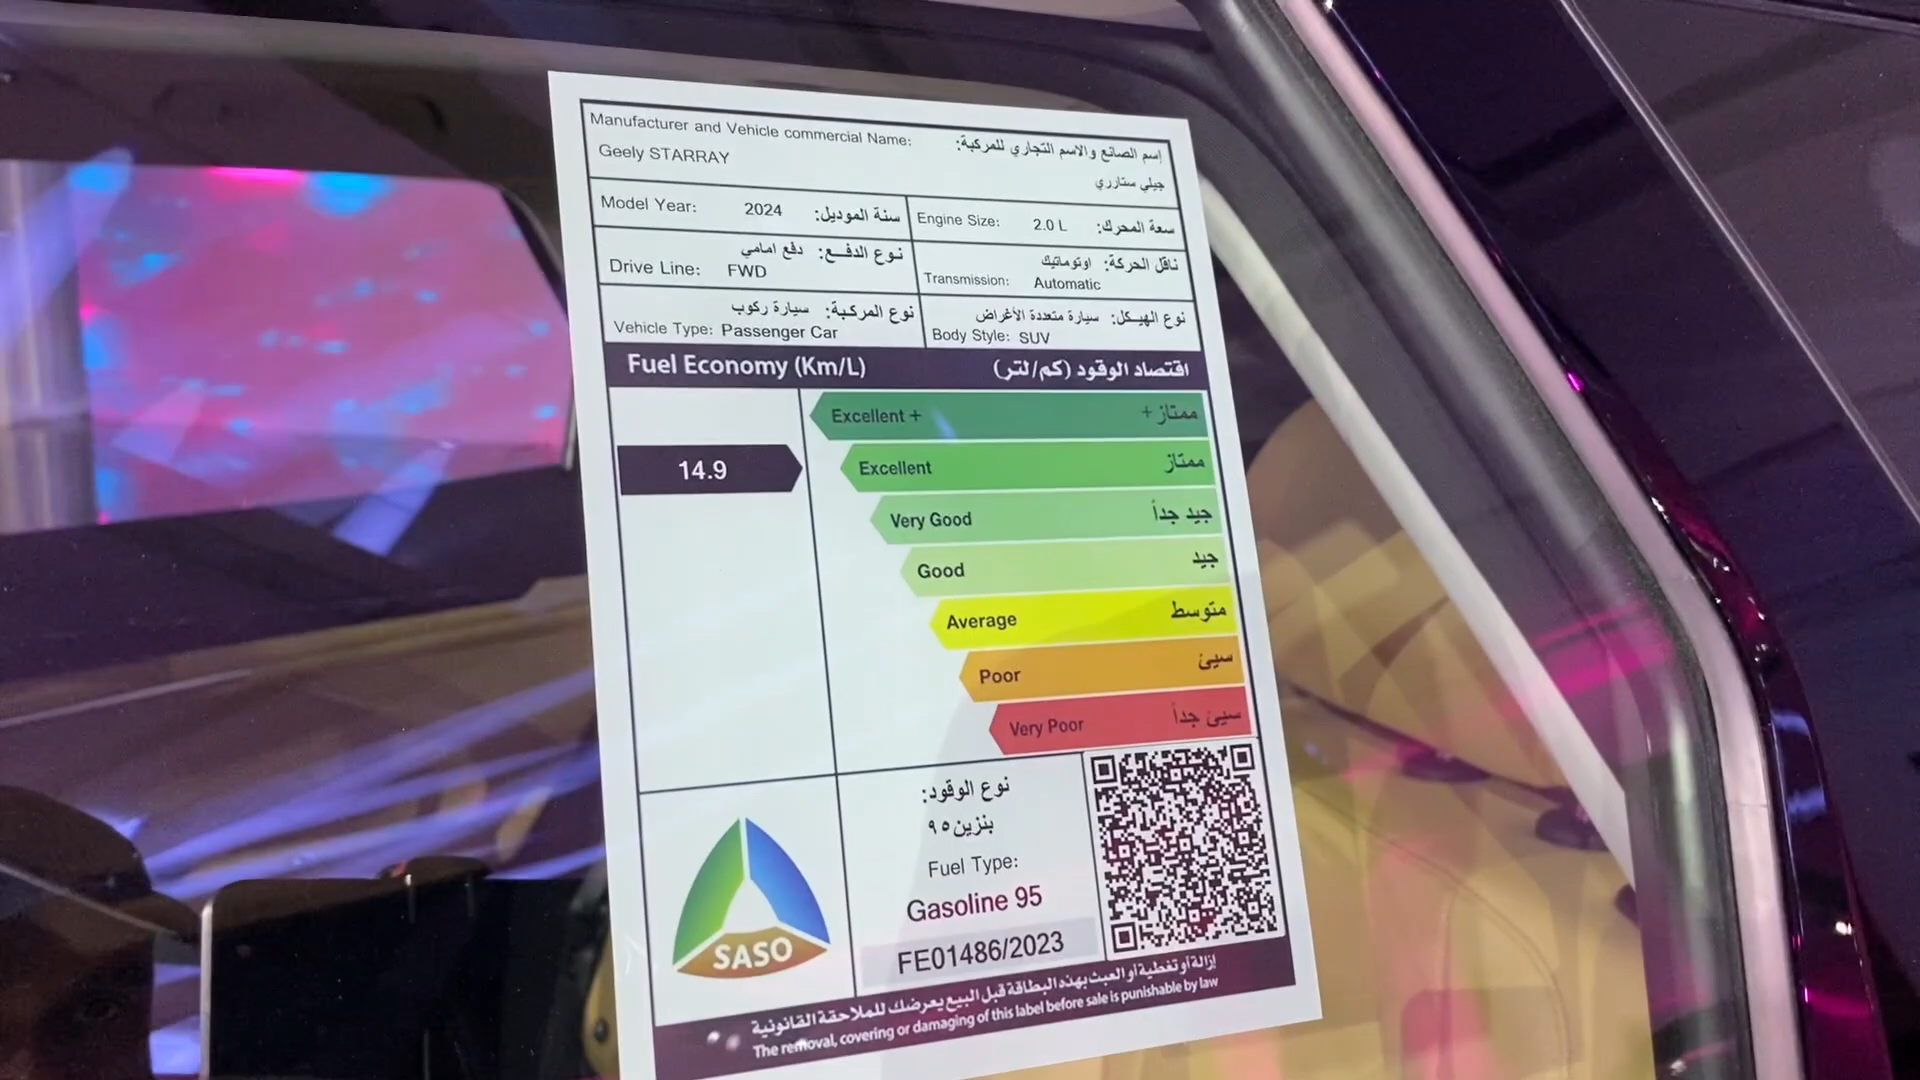 Manufacturer and Vehicle commercial Name: إسم الصانع والاسم التجاري للمركبة:
Geely STARRAY جيلي ستارري
Model Year: 2024 سنة الموديل:
Engine Size: 2.0 L سعة المحرك:
نوع الدفع: دفع امامي
Drive Line: FWD
ناقل الحركة: اوتوماتيك
Transmission: Automatic
نوع المركبة: سيارة ركوب
Vehicle Type: Passenger Car
نوع الهيكل: سيارة متعددة الأغراض
Body Style: SUV
Fuel Economy (Km/L) اقتصاد الوقود (كم/لتر)
Excellent + ممتاز +
14.9
Excellent ممتاز
Very Good جيد جداً
Good جيد
Average متوسط
Poor سيئ
Very Poor سيئ جداً
SASO
نوع الوقود:
بنزين ٩٥
Fuel Type:
Gasoline 95
FE01486/2023
إزالة أو تغطية أو العبث بهذه البطاقة قبل البيع يعرضك للملاحقة القانونية
The removal, covering or damaging of this label before sale is punishable by law